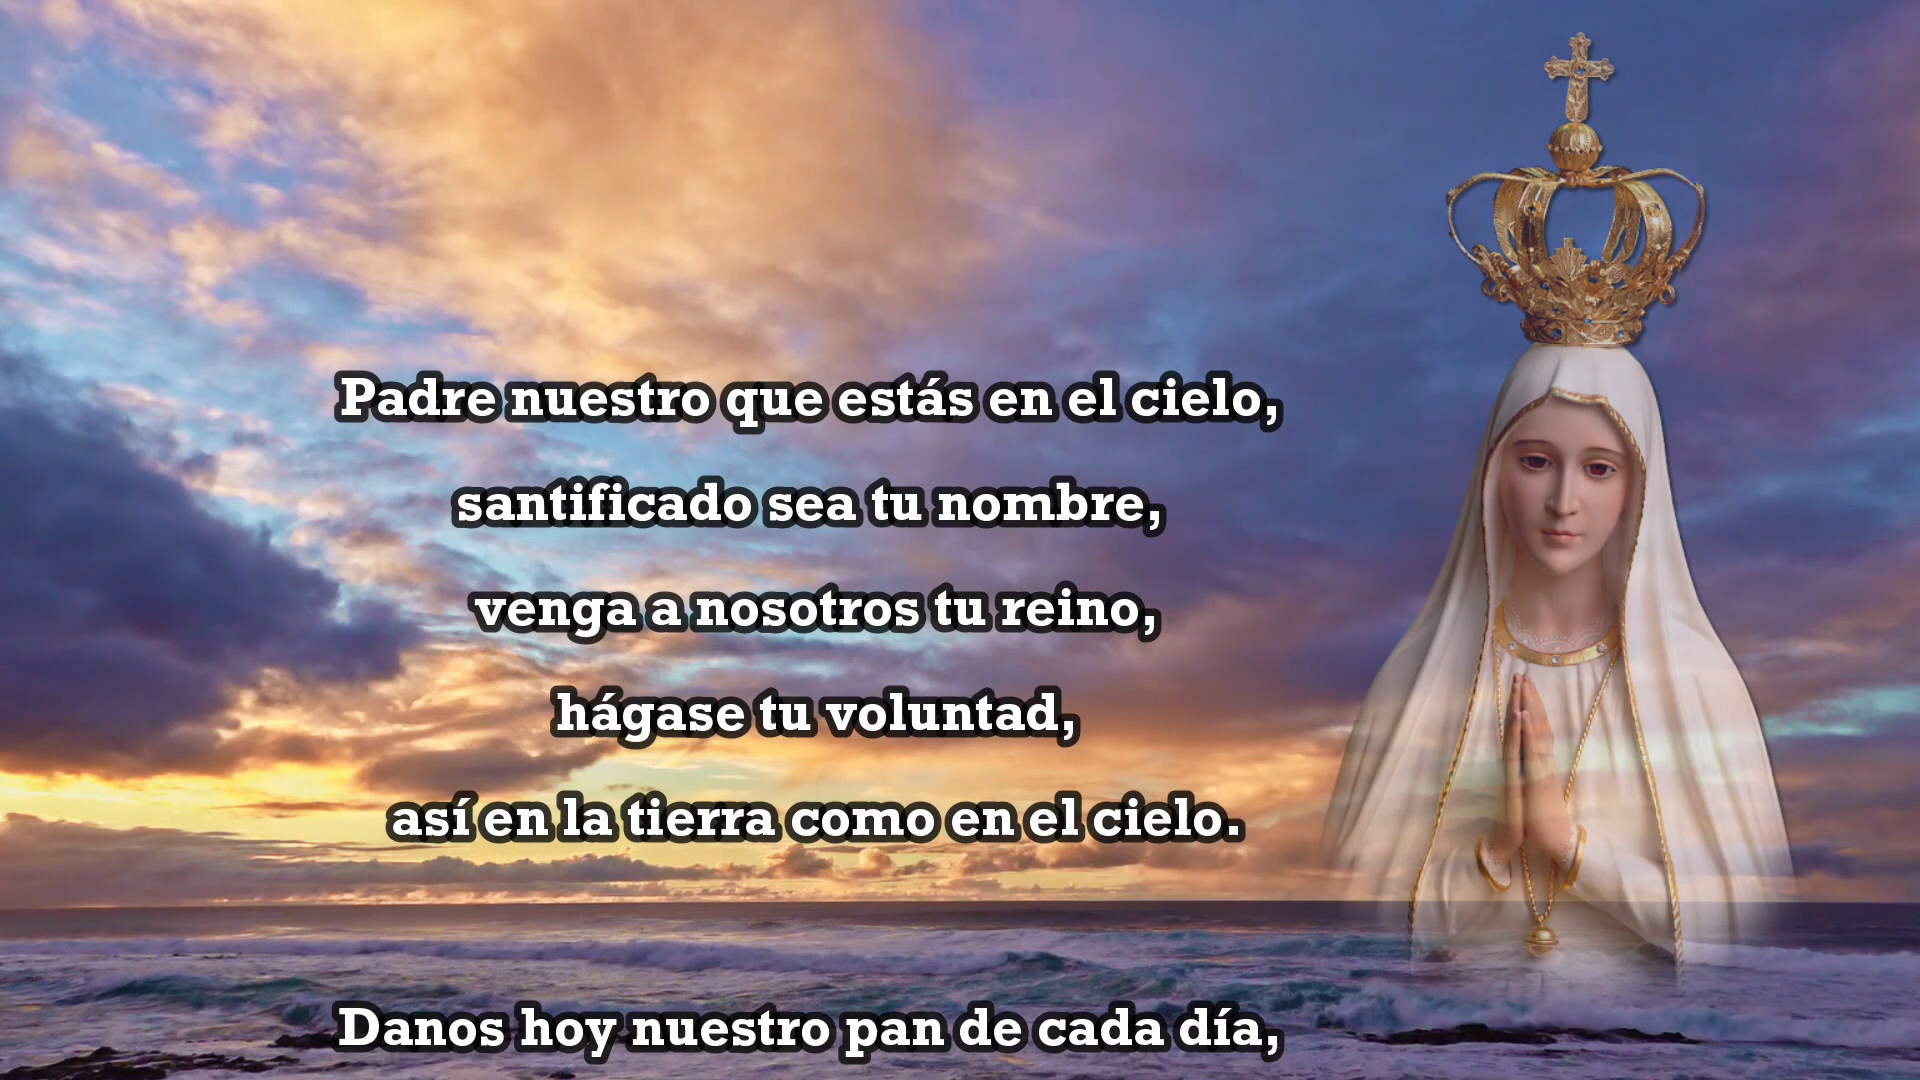 Padre nuestro que estás en el cielo,
santificado sea tu nombre,
venga a nosotros tu reino,
hágase tu voluntad,
así en la tierra como en el cielo.
Danos hoy nuestro pan de cada día,